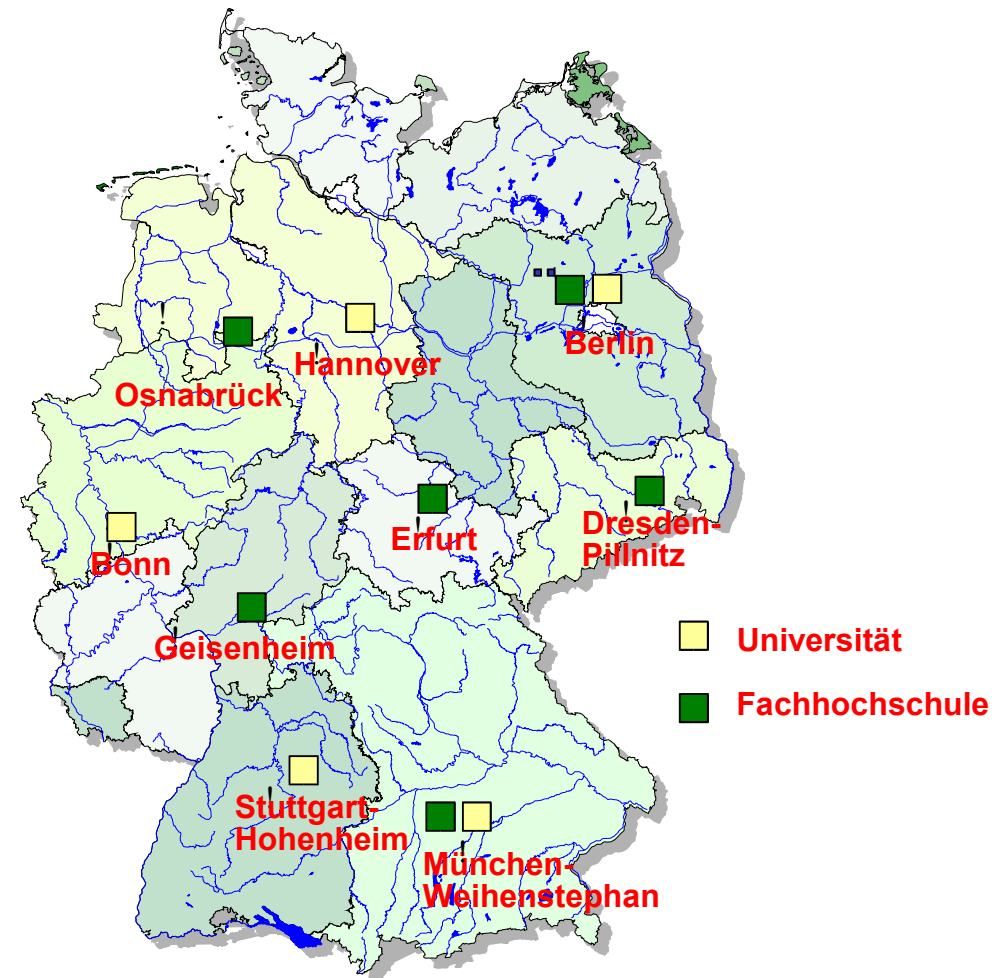 Berlin
Hannover
Osnabrück
Dresden-
Pillnitz
Erfurt
Bonn
Geisenheim
Universität
Fachhochschule
Stuttgart-
Hohenheim
München-
Weihenstephan